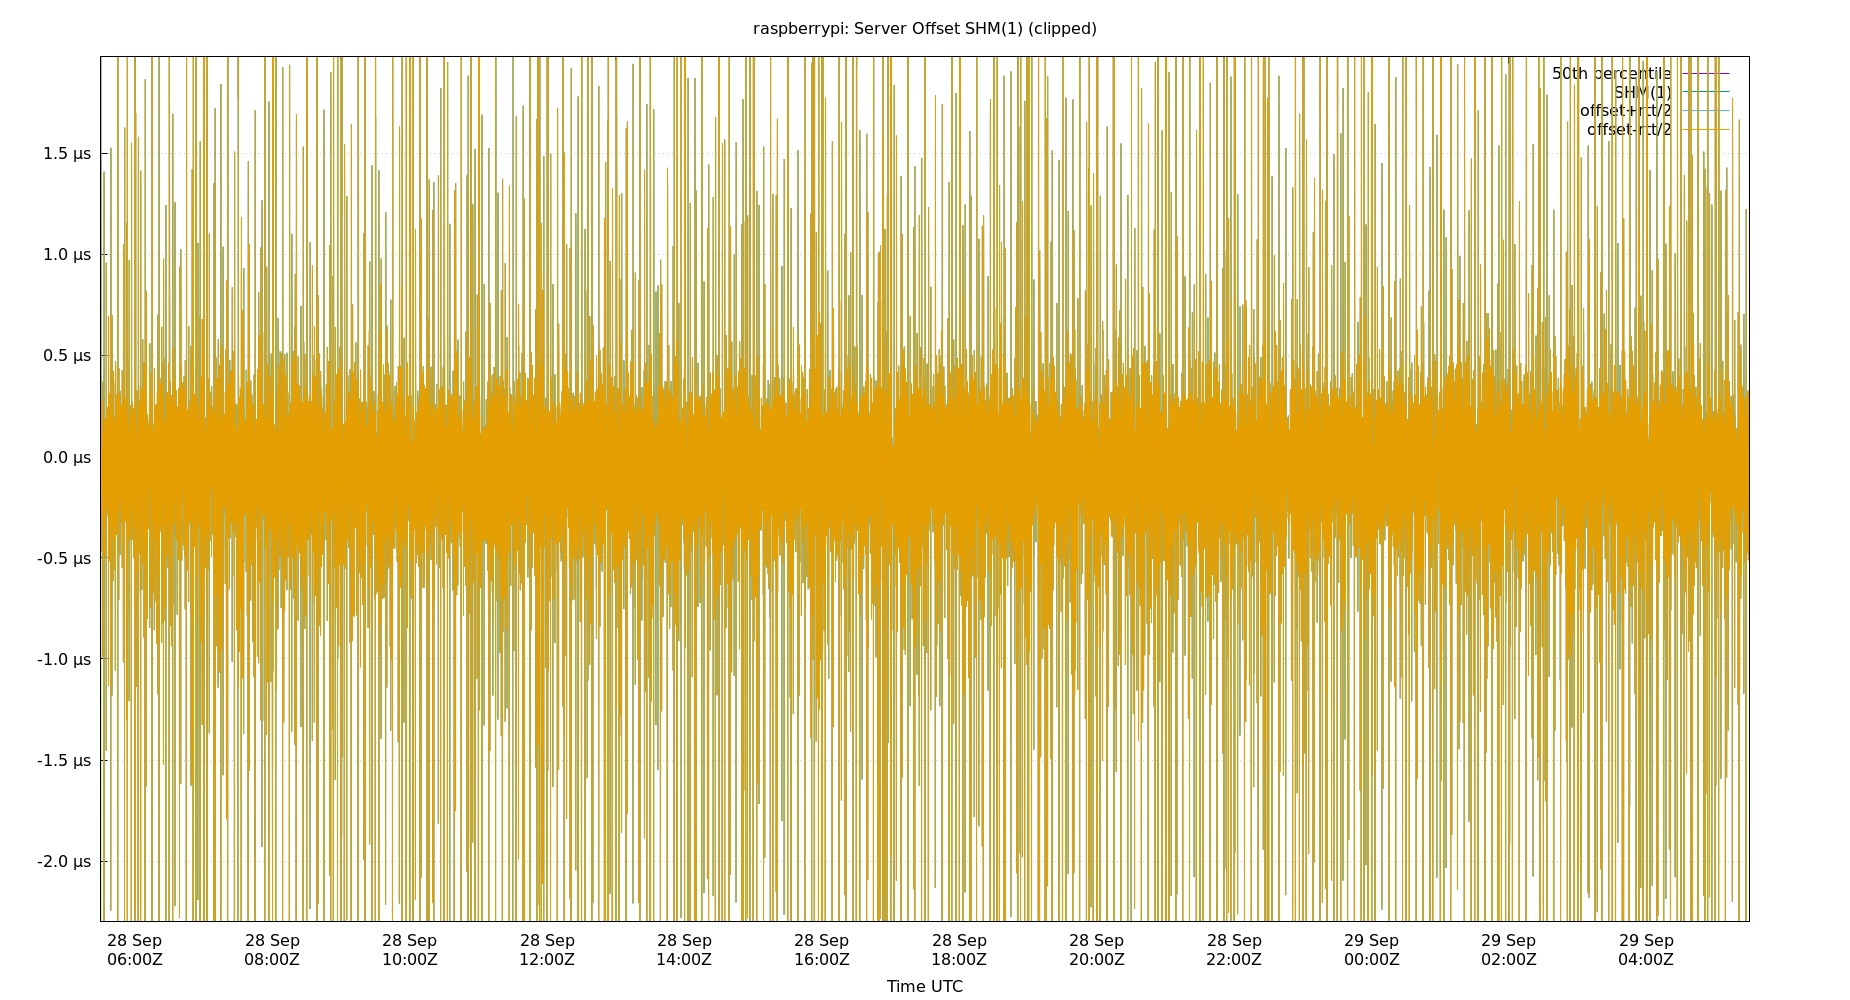 raspberrypi: Server Offset SHM(1) (clipped)
50th percentile
SHM(1)
offset+rtt/2
offset-rtt/2
1.5 µs
1.0 µs
0.5 µs
0.0 µs
-0.5 µs
-1.0 µs
-1.5 µs
-2.0 µs
28 Sep 28 Sep 28 Sep 28 Sep 28 Sep 28 Sep 28 Sep 28 Sep 28 Sep 29 Sep 29 Sep 29 Sep
06:00Z 08:00Z 10:00Z 12:00Z 14:00Z 16:00Z 18:00Z 20:00Z 22:00Z 00:00Z 02:00Z 04:00Z
Time UTC